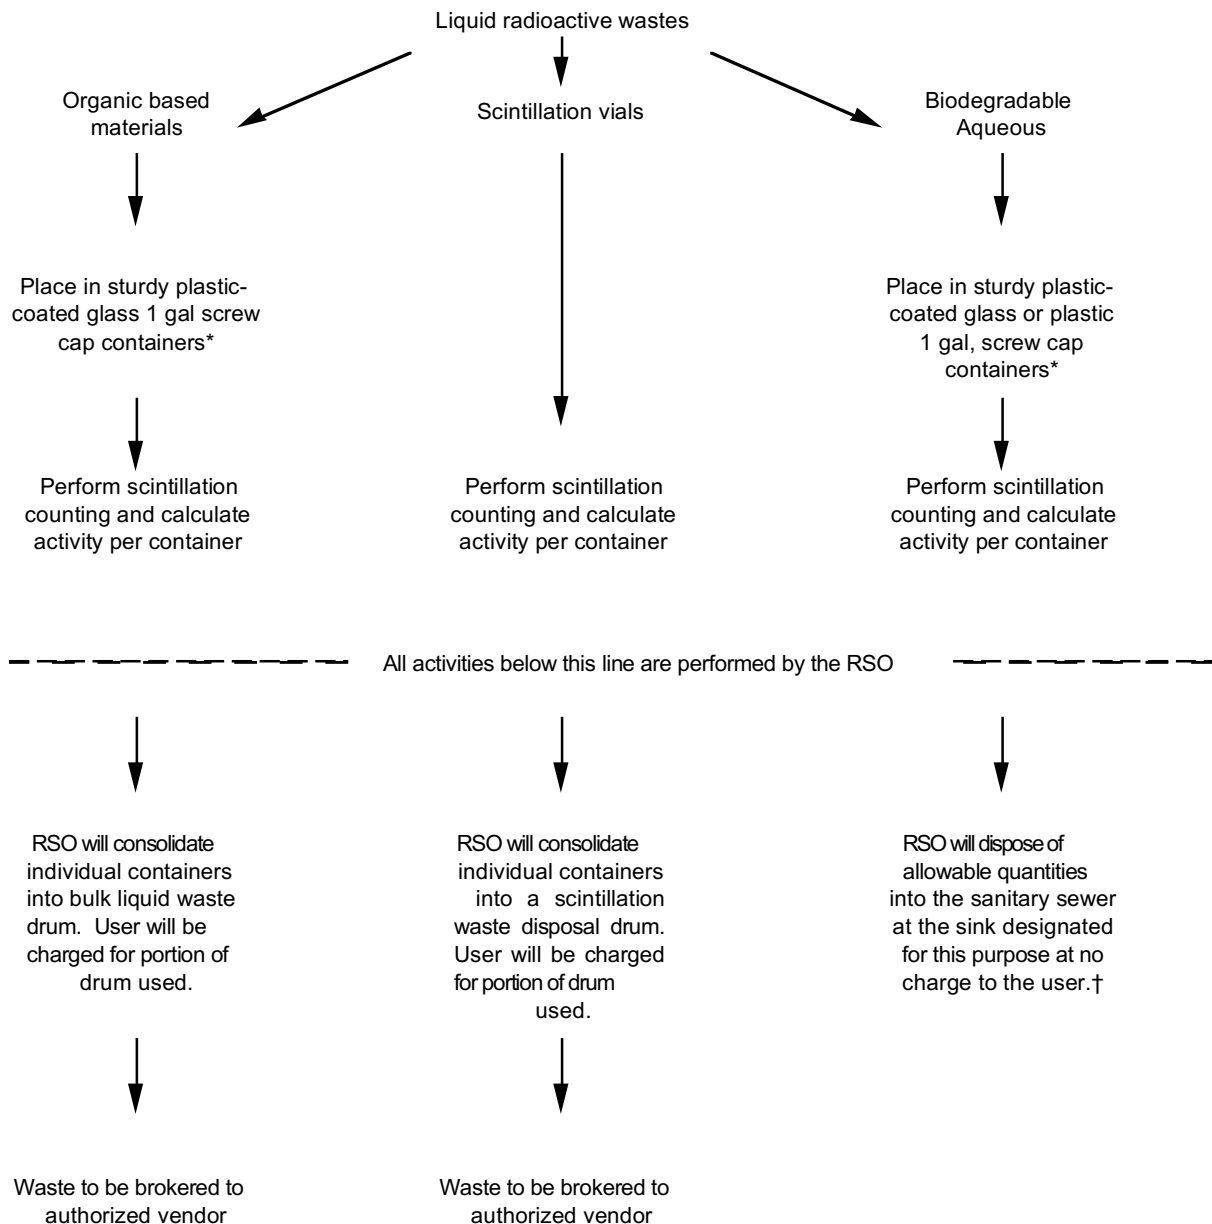 Liquid radioactive wastes
Organic based
materials
Scintillation vials
Biodegradable
Aqueous
Place in sturdy plastic-
coated glass 1 gal screw
cap containers*
Place in sturdy plastic-
coated glass or plastic
1 gal, screw cap
containers*
Perform scintillation
counting and calculate
activity per container
Perform scintillation
counting and calculate
activity per container
Perform scintillation
counting and calculate
activity per container
All activities below this line are performed by the RSO
RSO will consolidate
individual containers
into bulk liquid waste
drum. User will be
charged for portion of
drum used.
RSO will consolidate
individual containers
into a scintillation
waste disposal drum.
User will be charged
for portion of drum
used.
RSO will dispose of
allowable quantities
into the sanitary sewer
at the sink designated
for this purpose at no
charge to the user.†
Waste to be brokered to
authorized vendor
Waste to be brokered to
authorized vendor